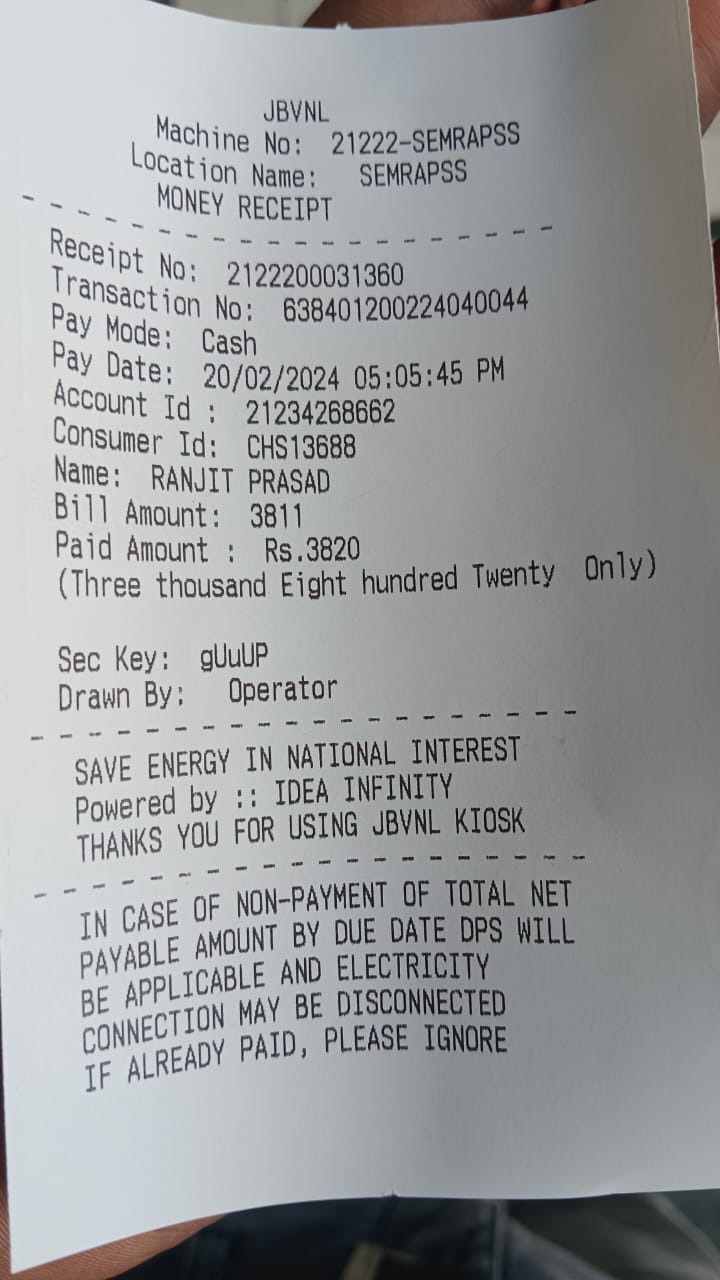 JBVNL
Machine No: 21222-SEMRAPSS
Location Name: SEMRAPSS
MONEY RECEIPT
- - - - - - - - - - - - - - - - - - - -
Receipt No: 2122200031360
Transaction No: 638401200224040044
Pay Mode: Cash
Pay Date: 20/02/2024 05:05:45 PM
Account Id : 21234268662
Consumer Id: CHS13688
Name: RANJIT PRASAD
Bill Amount: 3811
Paid Amount : Rs.3820
(Three thousand Eight hundred Twenty Only)
Sec Key: gUuUP
Drawn By: Operator
- - - - - - - - - - - - - - - - - - - -
SAVE ENERGY IN NATIONAL INTEREST
Powered by :: IDEA INFINITY
THANKS YOU FOR USING JBVNL KIOSK
- - - - - - - - - - - - - - - - - - - -
IN CASE OF NON-PAYMENT OF TOTAL NET
PAYABLE AMOUNT BY DUE DATE DPS WILL
BE APPLICABLE AND ELECTRICITY
CONNECTION MAY BE DISCONNECTED
IF ALREADY PAID, PLEASE IGNORE